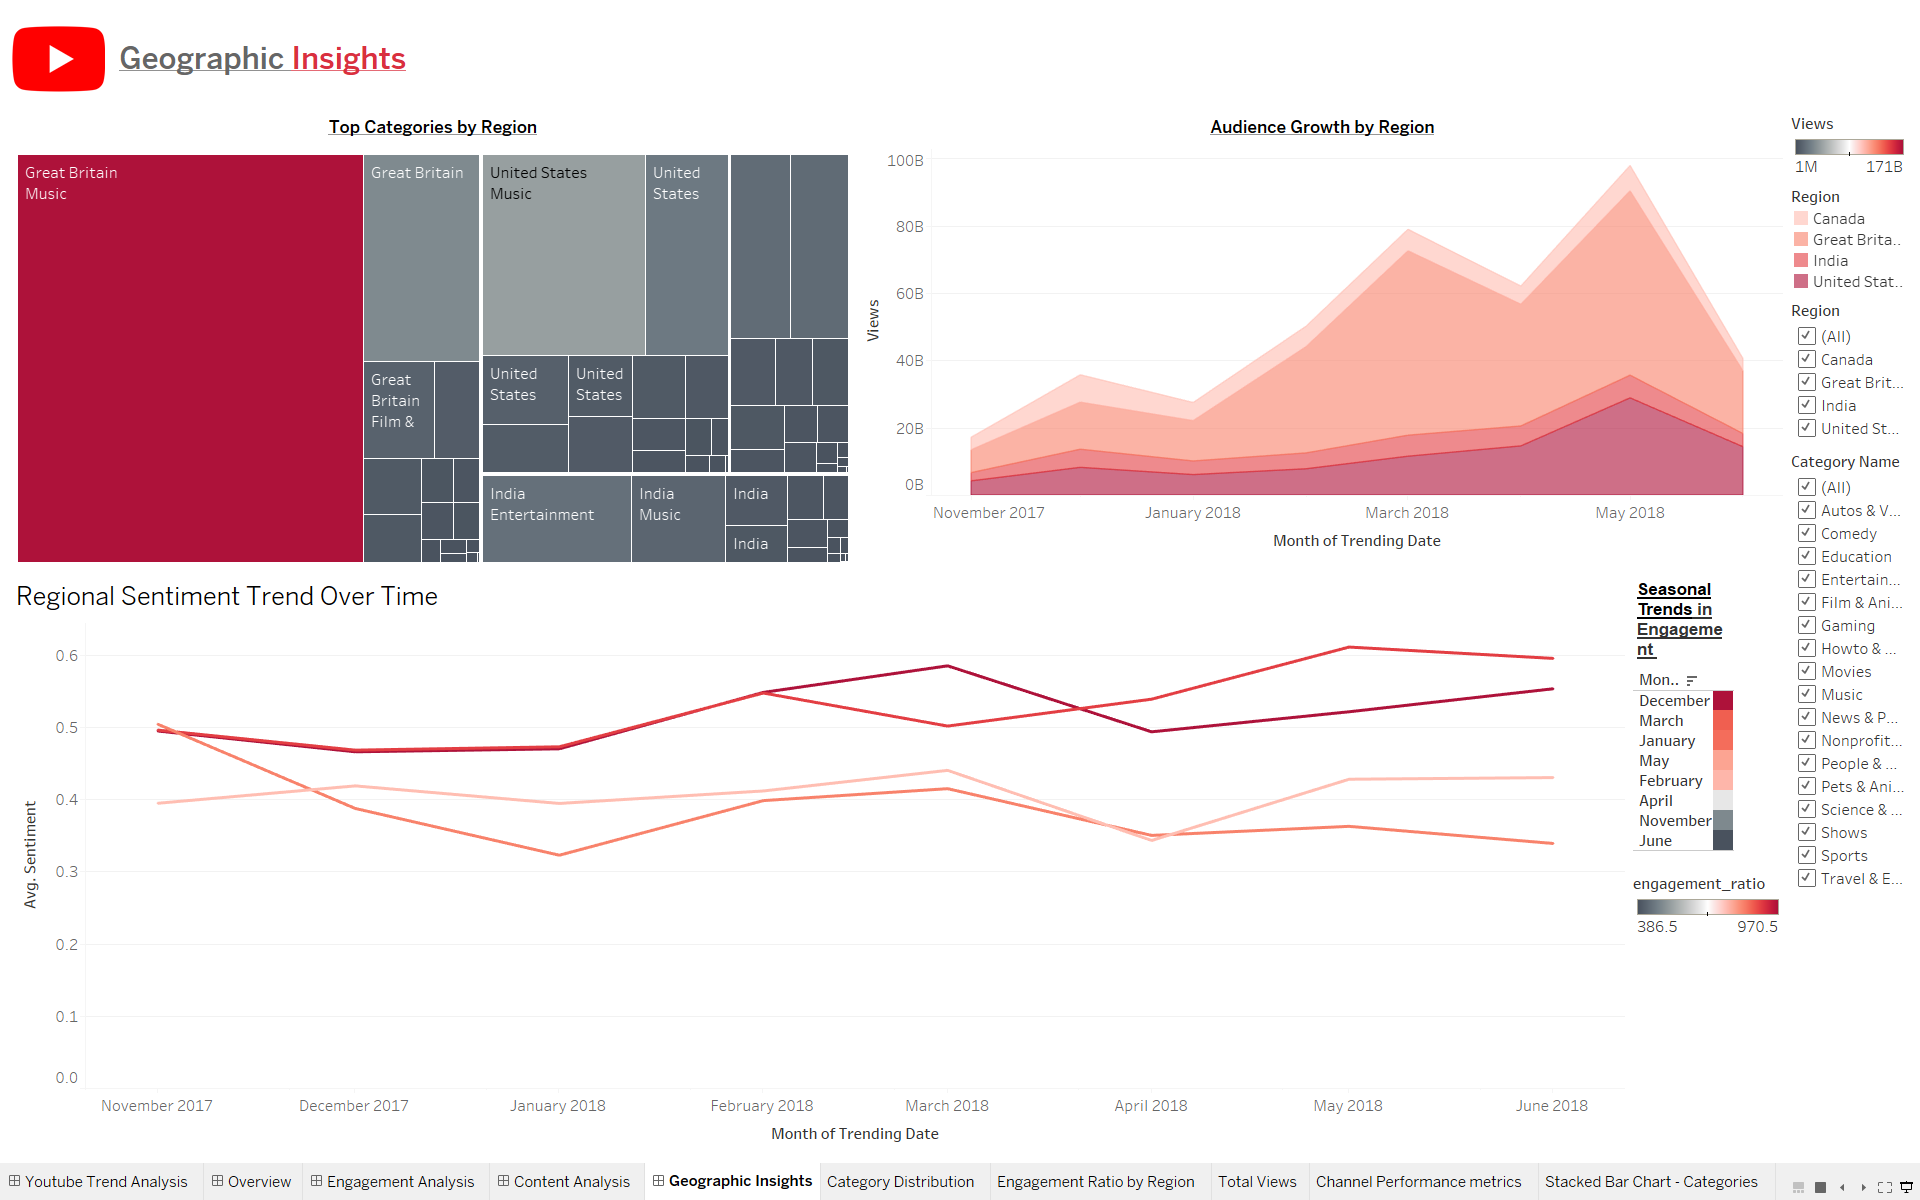 Geographic Insights
Top Categories by Region
Great Britain
Music
Great Britain
Great
Britain
Film &
United States
Music
United
States
United
States
United
States
India
Entertainment
India
Music
India
India
Audience Growth by Region
100B
80B
60B
40B
20B
0B
Views
November 2017
January 2018
March 2018
May 2018
Month of Trending Date
Views
1M
171B
Region
Canada
Great Brita..
India
United Stat..
Region
(All)
Canada
Great Brit...
India
United St...
Category Name
(All)
Autos & V...
Comedy
Education
Entertain...
Film & Ani...
Gaming
Howto & ...
Movies
Music
News & P...
Nonprofit...
People & ...
Pets & Ani...
Science & ...
Shows
Sports
Travel & E...
Regional Sentiment Trend Over Time
0.6
0.5
0.4
0.3
0.2
0.1
0.0
Avg. Sentiment
November 2017
December 2017
January 2018
February 2018
March 2018
April 2018
May 2018
June 2018
Month of Trending Date
Seasonal
Trends in
Engageme
nt
Mon..
December
March
January
May
February
April
November
June
engagement_ratio
386.5
970.5
Youtube Trend Analysis
Overview
Engagement Analysis
Content Analysis
Geographic Insights
Category Distribution
Engagement Ratio by Region
Total Views
Channel Performance metrics
Stacked Bar Chart - Categories